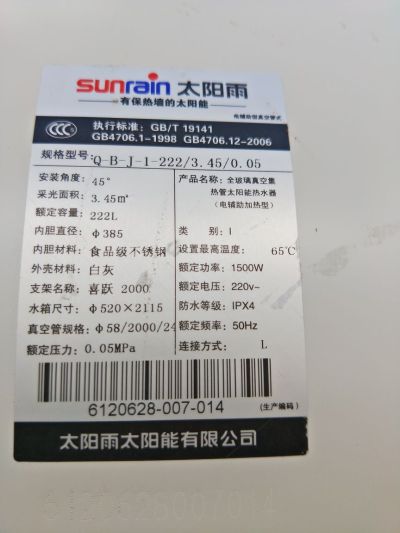 sunrain 太阳雨
有保热墙的太阳能
电辅助倍真空管式
CCC 执行标准：GB/T 19141
GB4706.1-1998 GB4706.12-2006
规格型号: Q-B-J-1-222/3.45/0.05
安装角度: 45° 产品名称: 全玻璃真空集
采光面积: 3.45m² 热管太阳能热水器
额定容量: 222L (电辅助加热型)
内胆直径: φ385 类 别: I
内胆材料: 食品级不锈钢 设置最高温度: 65℃
外壳材料: 白灰 额定功率: 1500W
支架名称: 喜跃 2000 额定电压: 220v~
水箱尺寸: φ520×2115 防水等级: IPX4
真空管规格: φ58/2000/24 额定频率: 50Hz
额定压力: 0.05MPa 连接方式: L
6120628-007-014 (生产编码)
太阳雨太阳能有限公司
6120628007014